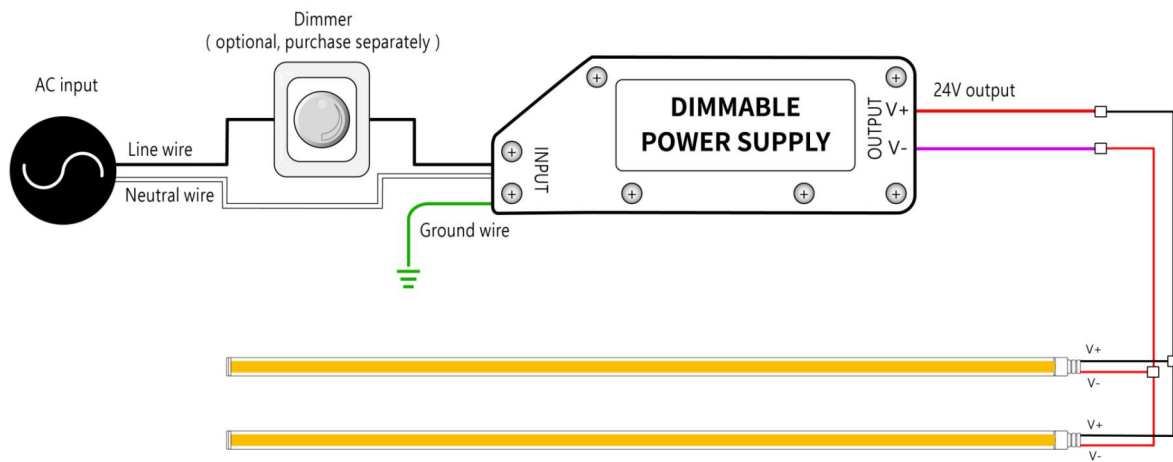 Dimmer
( optional, purchase separately )
AC input
Line wire
Neutral wire
Ground wire
INPUT
DIMMABLE
POWER SUPPLY
OUTPUT
V+
V-
24V output
V+
V-
V+
V-